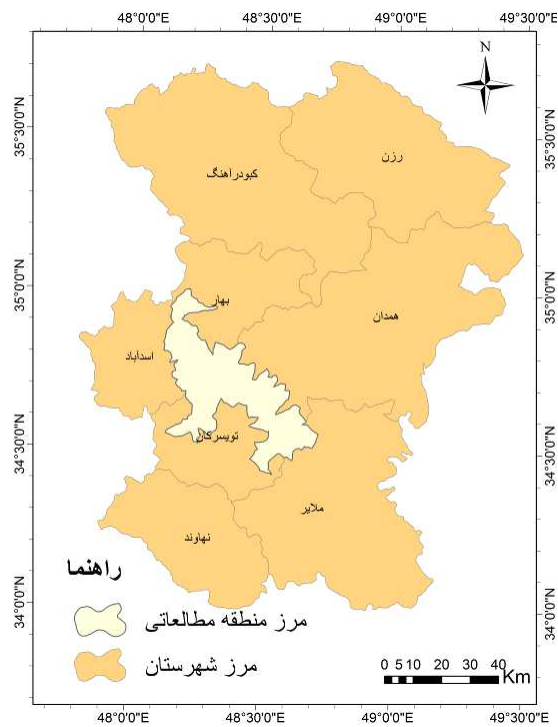 48°0'0"E 48°30'0"E 49°0'0"E 49°30'0"E
N
35°30'0"N 35°30'0"N
رزن
کبودراهنگ
35°0'0"N 35°0'0"N
بهار
همدان
اسدآباد
34°30'0"N 34°30'0"N
تویسرکان
ملایر
نهاوند
راهنما
34°0'0"N 34°0'0"N
مرز منطقه مطالعاتی
مرز شهرستان
0 5 10 20 30 40 Km
48°0'0"E 48°30'0"E 49°0'0"E 49°30'0"E